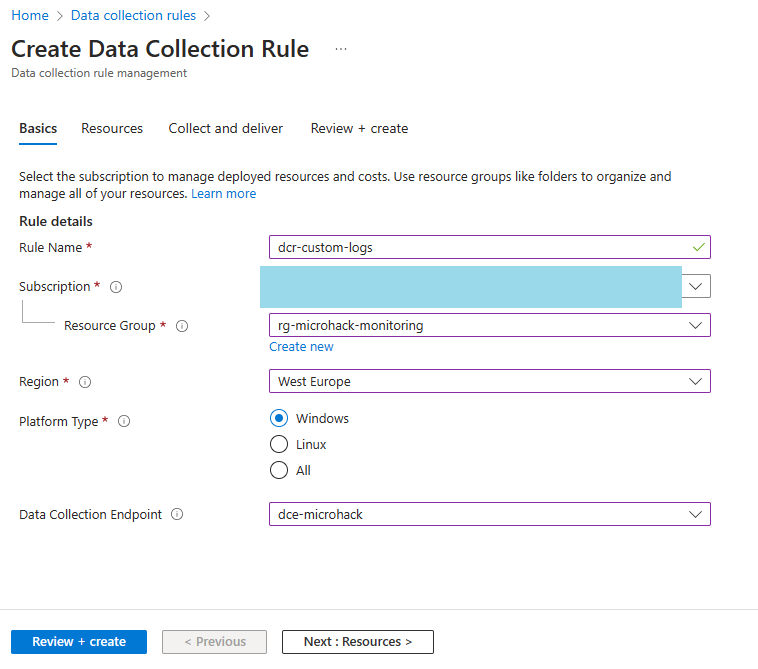 Home > Data collection rules >
Create Data Collection Rule ...
Data collection rule management
Basics Resources Collect and deliver Review + create
Select the subscription to manage deployed resources and costs. Use resource groups like folders to organize and
manage all of your resources. Learn more
Rule details
Rule Name * dcr-custom-logs
Subscription *
Resource Group * rg-microhack-monitoring
Create new
Region * West Europe
Platform Type * Windows
Linux
All
Data Collection Endpoint dce-microhack
Review + create < Previous Next : Resources >